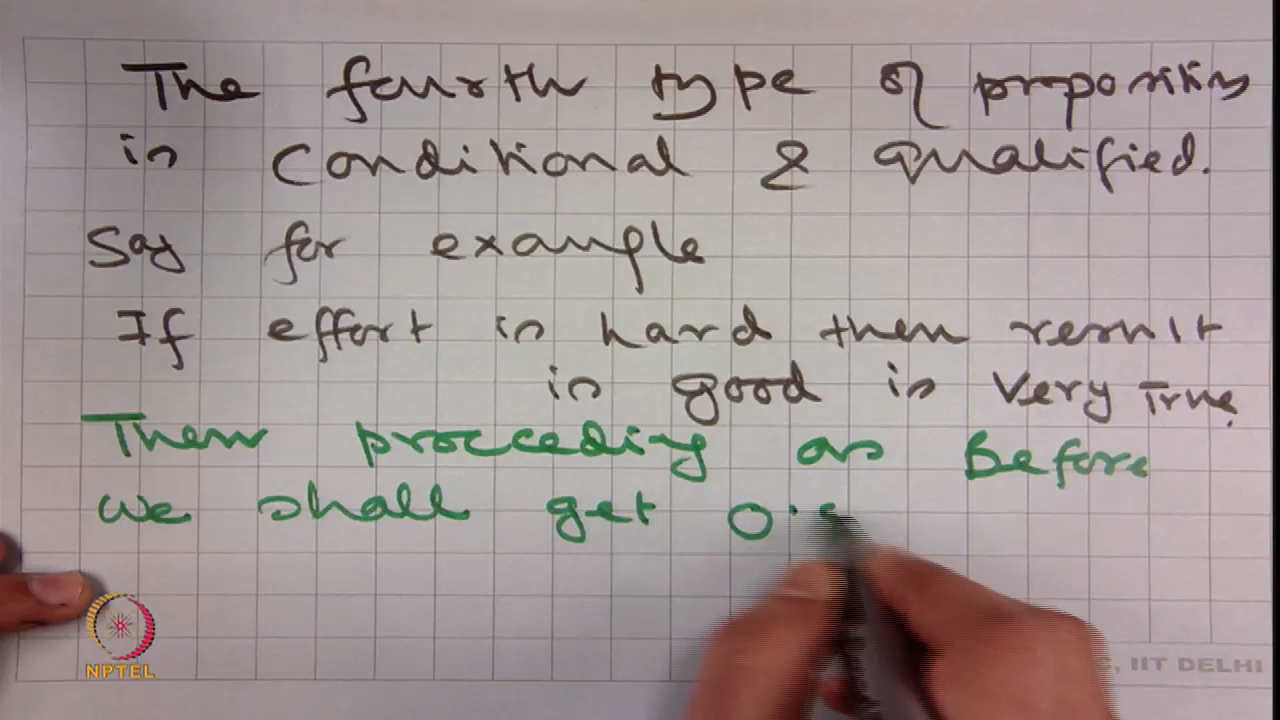 The fourth type of propositions
is conditional & qualified.
Say for example
If effort is hard then result
is good is very True.
Then proceeding as Before
we shall get
NPTEL
C, IIT DELHI